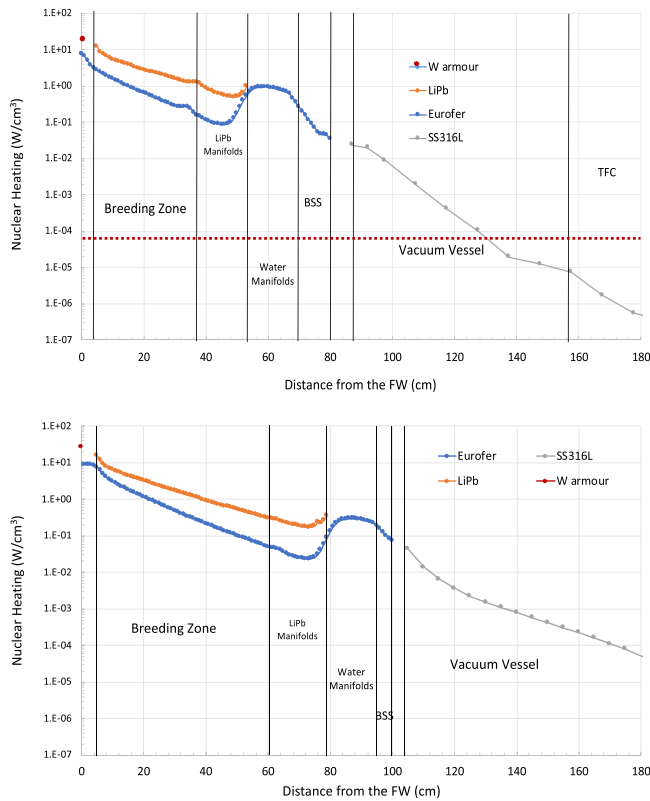 1.E+02
1.E+01
1.E+00
1.E-01
1.E-02
1.E-03
1.E-04
1.E-05
1.E-06
1.E-07
Nuclear Heating (W/cm³)
W armour
LiPb
Eurofer
SS316L
LiPb
Manifolds
TFC
Breeding Zone
BSS
Vacuum Vessel
Water
Manifolds
0 20 40 60 80 100 120 140 160 180
Distance from the FW (cm)
1.E+02
1.E+01
1.E+00
1.E-01
1.E-02
1.E-03
1.E-04
1.E-05
1.E-06
1.E-07
Nuclear Heating (W/cm³)
Eurofer SS316L
LiPb W armour
Breeding Zone
LiPb
Manifolds
Water
Manifolds
Vacuum Vessel
BSS
0 20 40 60 80 100 120 140 160 180
Distance from the FW (cm)